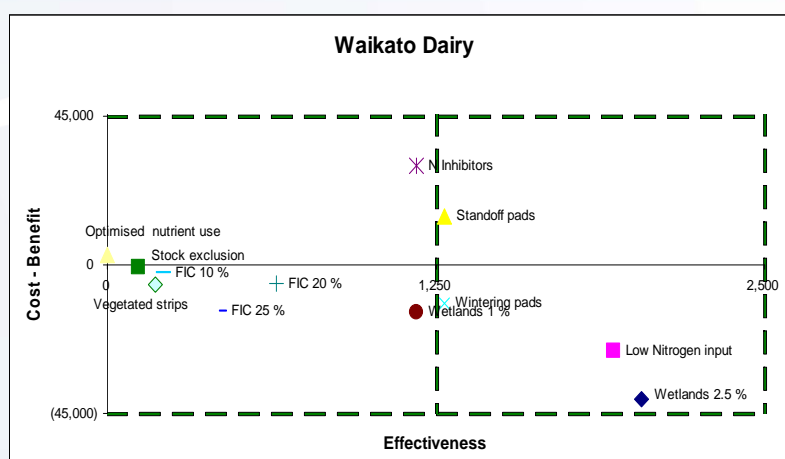 Waikato Dairy
45,000
N Inhibitors
Standoff pads
Optimised nutrient use
Stock exclusion
0
FIC 10 %
0
1,250
2,500
FIC 20 %
Vegetated strips
Wintering pads
FIC 25 %
Wetlands 1 %
Low Nitrogen input
Wetlands 2.5 %
(45,000)
Cost - Benefit
Effectiveness